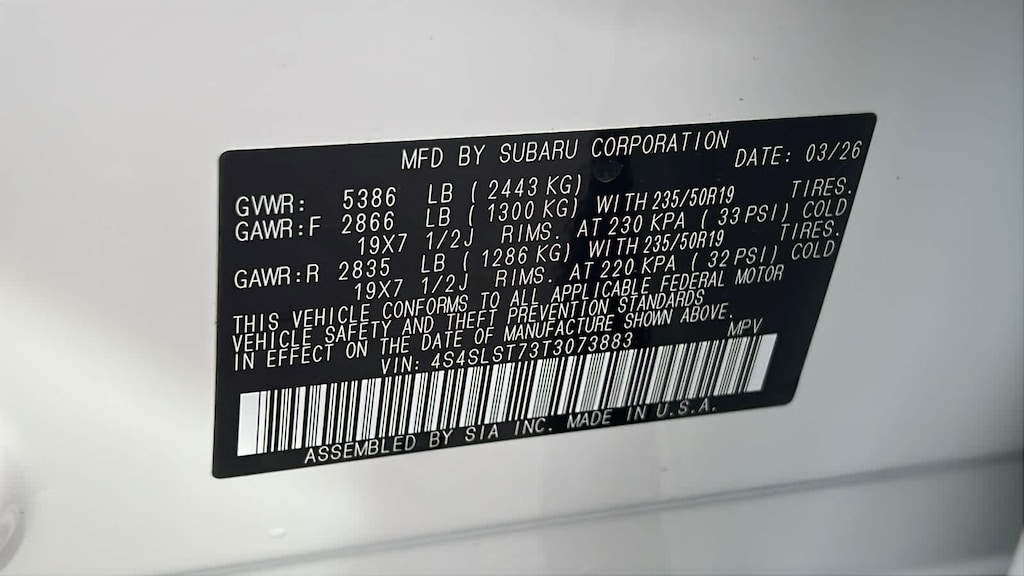 MFD BY SUBARU CORPORATION
DATE: 03/26
GVWR: 5386 LB ( 2443 KG)
GAWR:F 2866 LB ( 1300 KG) WITH 235/50R19 TIRES.
19X7 1/2J RIMS. AT 230 KPA ( 33 PSI) COLD
GAWR:R 2835 LB ( 1286 KG) WITH 235/50R19 TIRES.
19X7 1/2J RIMS. AT 220 KPA ( 32 PSI) COLD
THIS VEHICLE CONFORMS TO ALL APPLICABLE FEDERAL MOTOR
VEHICLE SAFETY AND THEFT PREVENTION STANDARDS
IN EFFECT ON THE DATE OF MANUFACTURE SHOWN ABOVE.
VIN: 4S4SLST73T3073883 MPV
ASSEMBLED BY SIA INC. MADE IN U.S.A.